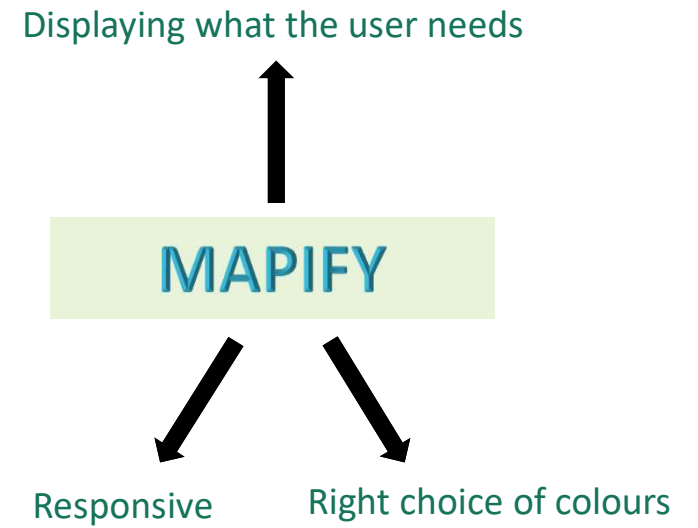 Displaying what the user needs
MAPIFY
Responsive
Right choice of colours